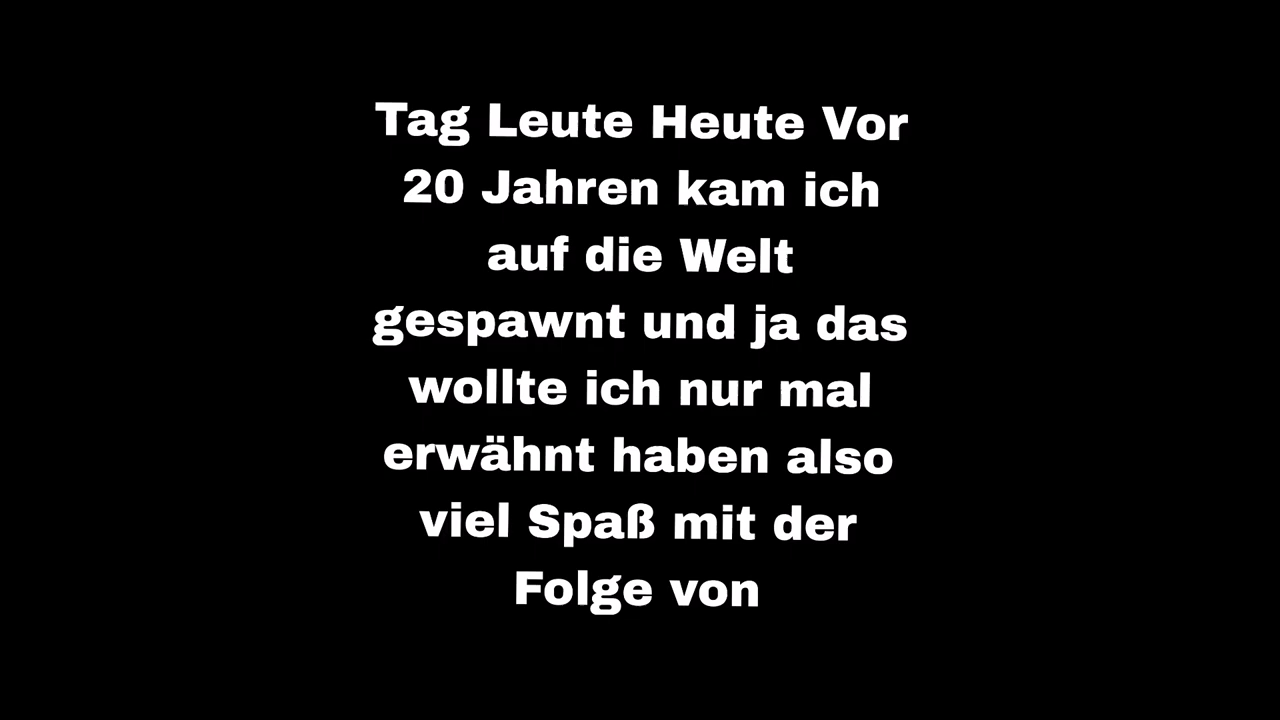 Tag Leute Heute Vor
20 Jahren kam ich
auf die Welt
gespawnt und ja das
wollte ich nur mal
erwähnt haben also
viel Spaß mit der
Folge von